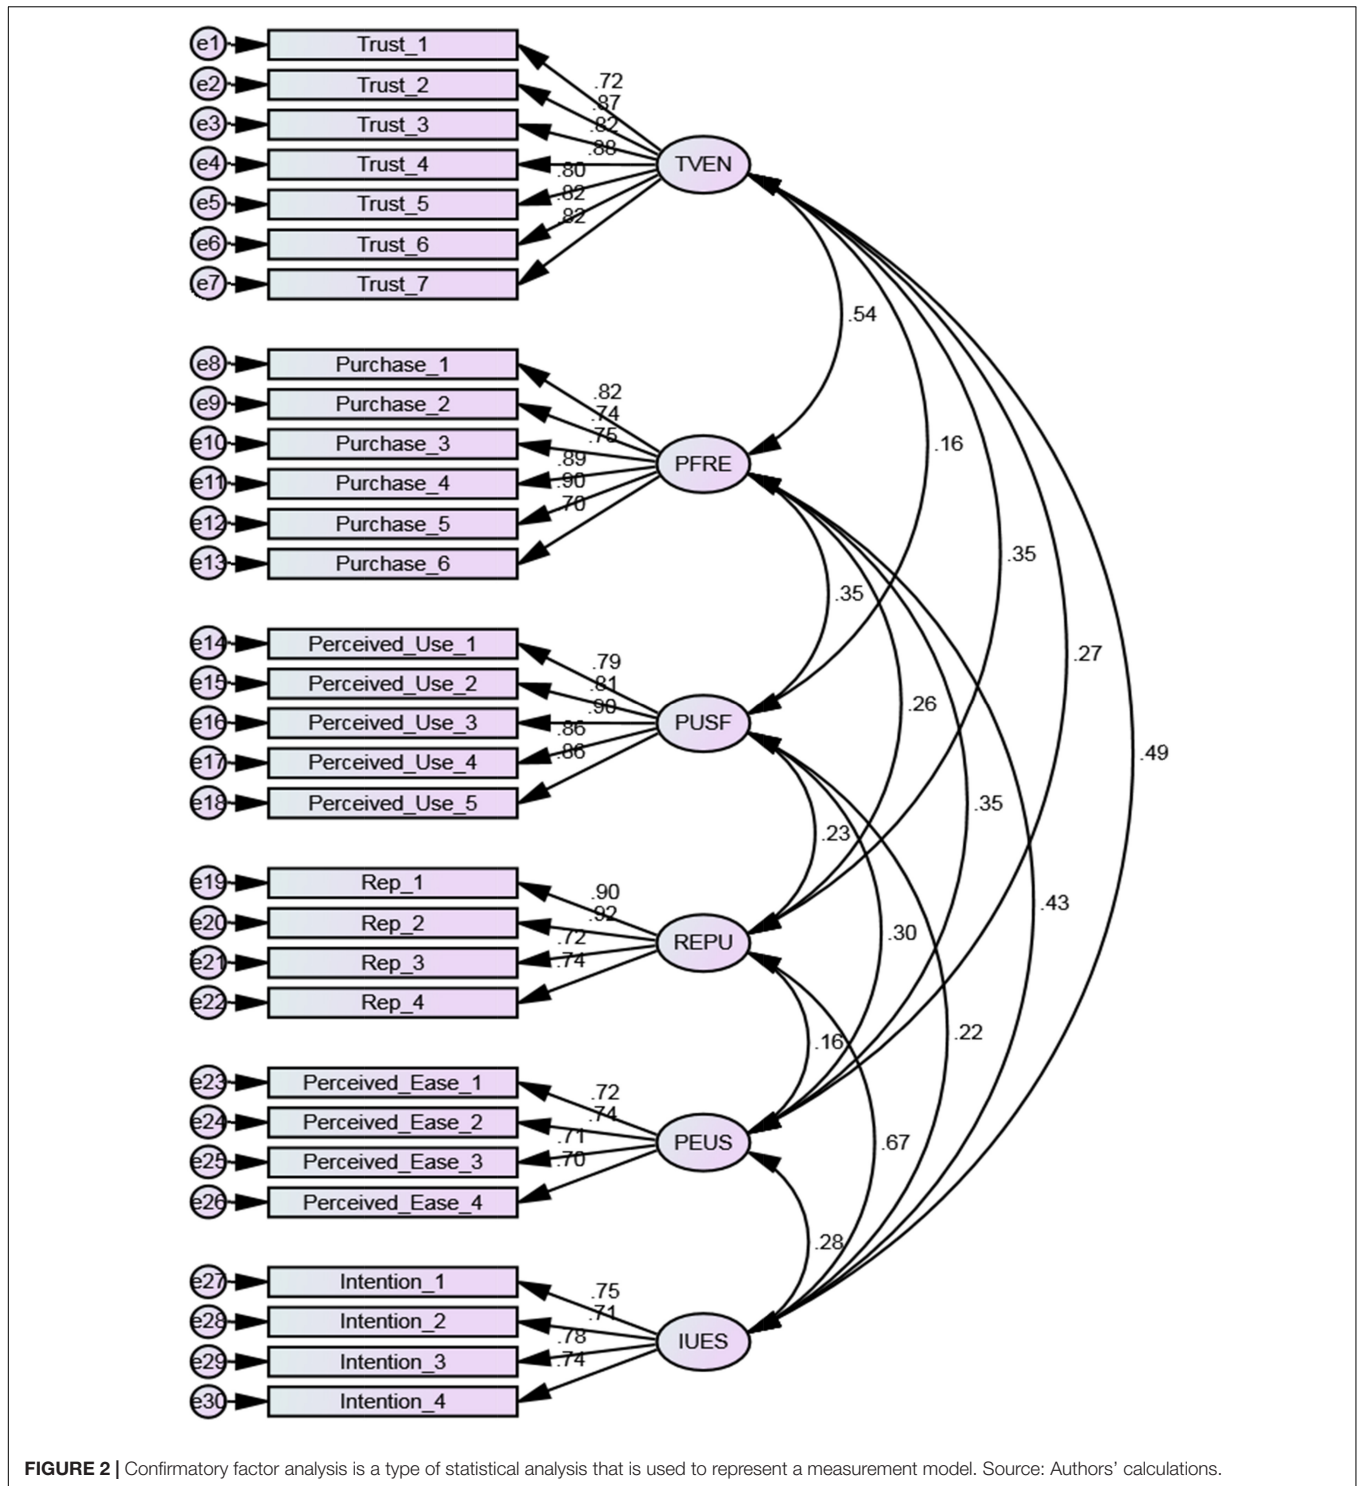 e1 Trust_1
e2 Trust_2
e3 Trust_3
e4 Trust_4
e5 Trust_5
e6 Trust_6
e7 Trust_7
.72
.87
.82
.88
.80
.82
.82
TVEN
.54
e8 Purchase_1
e9 Purchase_2
e10 Purchase_3
e11 Purchase_4
e12 Purchase_5
e13 Purchase_6
.82
.74
.75
.89
.90
.70
PFRE
.16
.35
.35
.27
e14 Perceived_Use_1
e15 Perceived_Use_2
e16 Perceived_Use_3
e17 Perceived_Use_4
e18 Perceived_Use_5
.79
.81
.90
.86
.86
PUSF
.26
.49
.35
.23
e19 Rep_1
e20 Rep_2
e21 Rep_3
e22 Rep_4
.90
.92
.72
.74
REPU
.43
.30
.22
.16
e23 Perceived_Ease_1
e24 Perceived_Ease_2
e25 Perceived_Ease_3
e26 Perceived_Ease_4
.72
.74
.71
.70
PEUS
.67
.28
e27 Intention_1
e28 Intention_2
e29 Intention_3
e30 Intention_4
.75
.71
.78
.74
IUES
FIGURE 2 | Confirmatory factor analysis is a type of statistical analysis that is used to represent a measurement model. Source: Authors' calculations.